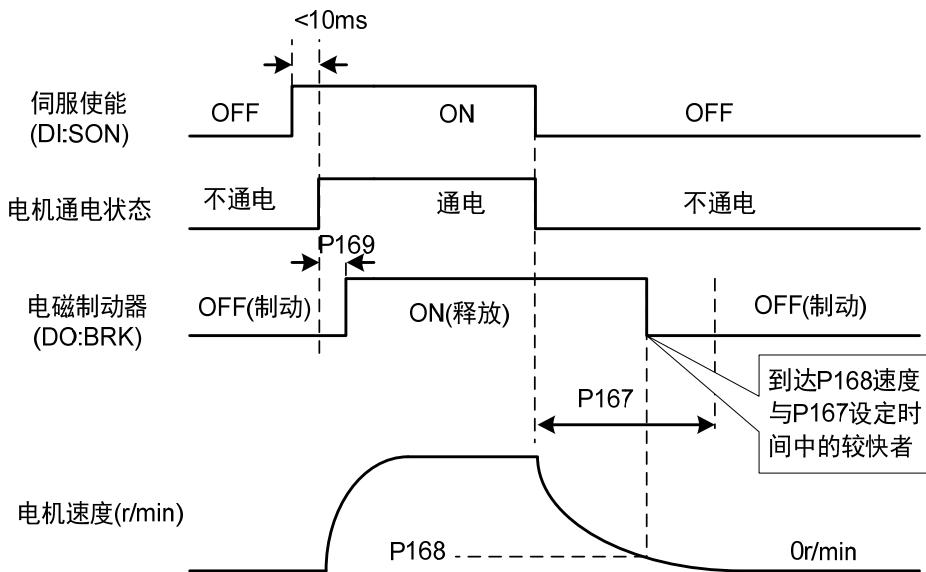 <10ms
伺服使能
(DI:SON)
OFF
ON
OFF
电机通电状态
不通电
通电
不通电
P169
电磁制动器
(DO:BRK)
OFF(制动)
ON(释放)
OFF(制动)
P167
到达P168速度
与P167设定时
间中的较快者
电机速度(r/min)
P168
0r/min